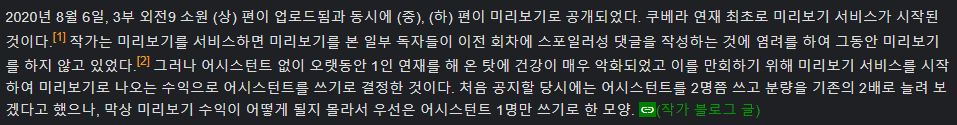 2020년 8월 6일, 3부 외전9 소원 (상) 편이 업로드됨과 동시에 (중), (하) 편이 미리보기로 공개되었다. 쿠베라 연재 최초로 미리보기 서비스가 시작된
것이다.[1] 작가는 미리보기를 서비스하면 미리보기를 본 일부 독자들이 이전 회차에 스포일러성 댓글을 작성하는 것에 염려를 하여 그동안 미리보기
를 하지 않고 있었다.[2] 그러나 어시스턴트 없이 오랫동안 1인 연재를 해 온 탓에 건강이 매우 악화되었고 이를 만회하기 위해 미리보기 서비스를 시작
하여 미리보기로 나오는 수익으로 어시스턴트를 쓰기로 결정한 것이다. 처음 공지할 당시에는 어시스턴트를 2명쯤 쓰고 분량을 기존의 2배로 늘려 보
겠다고 했으나, 막상 미리보기 수익이 어떻게 될지 몰라서 우선은 어시스턴트 1명만 쓰기로 한 모양. (작가 블로그 글)